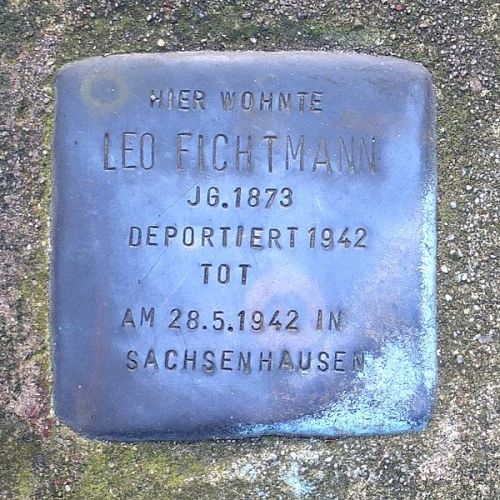 HIER WOHNTE
LEO FICHTMANN
JG.1873
DEPORTIERT 1942
TOT
AM 28.5.1942 IN
SACHSENHAUSEN